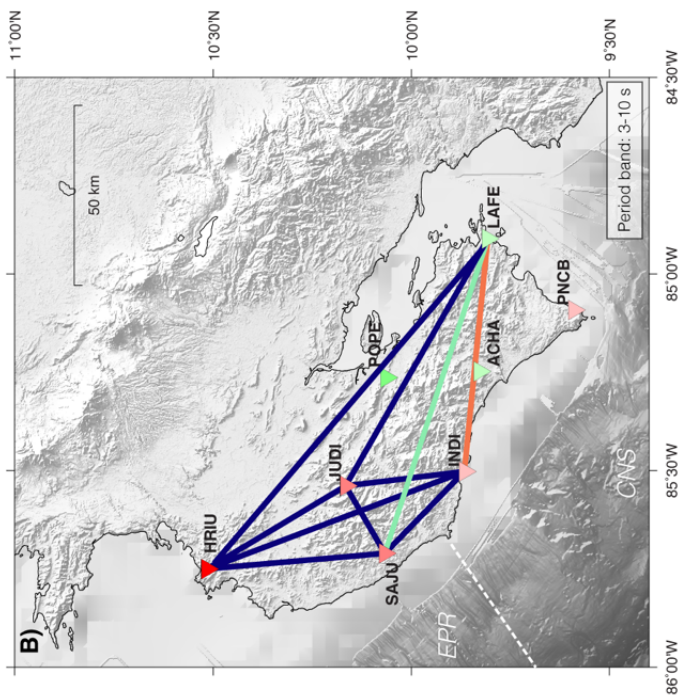 B)
11°00'N
10°30'N
10°00'N
9°30'N
84°30'W
85°00'W
85°30'W
86°00'W
50 km
Period band: 3-10 s
HRIU
JUDI
POPE
LAFE
SAJU
INDI
ACHA
PNCB
EPR
CNS